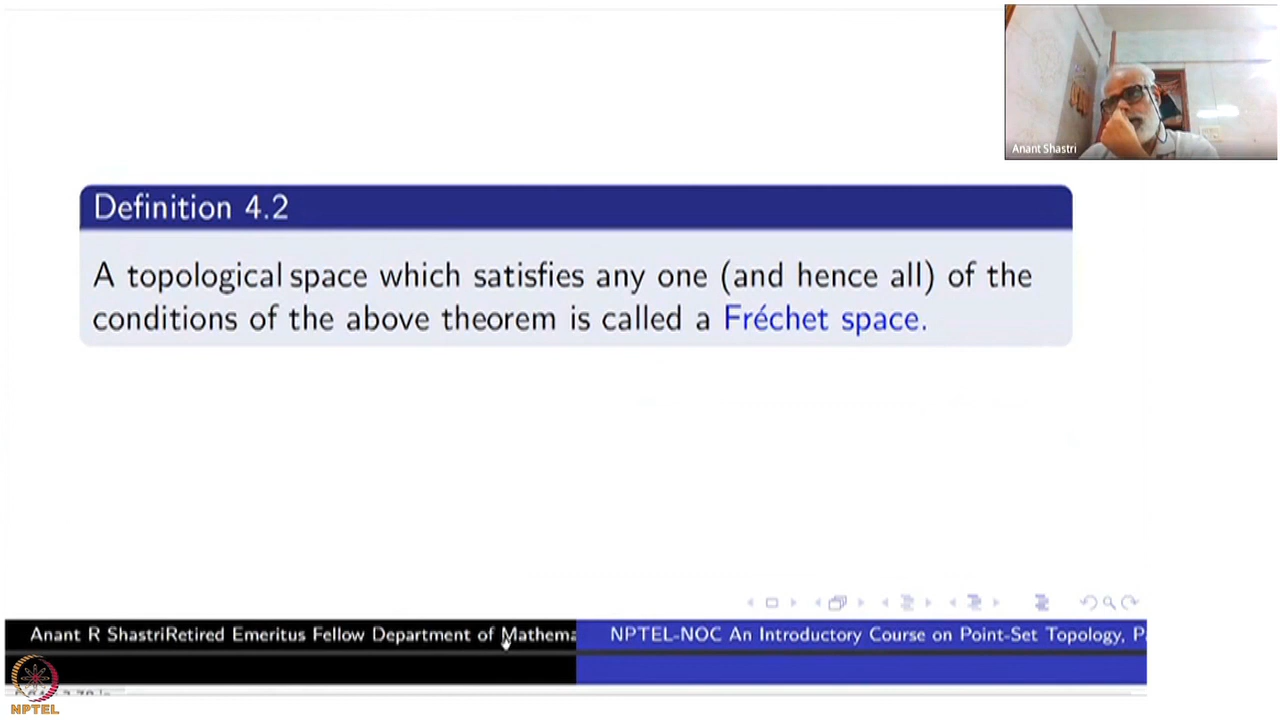 Anant Shastri
Definition 4.2
A topological space which satisfies any one (and hence all) of the
conditions of the above theorem is called a Fréchet space.
Anant R ShastriRetired Emeritus Fellow Department of Mathema
NPTEL-NOC An Introductory Course on Point-Set Topology, P
NPTEL